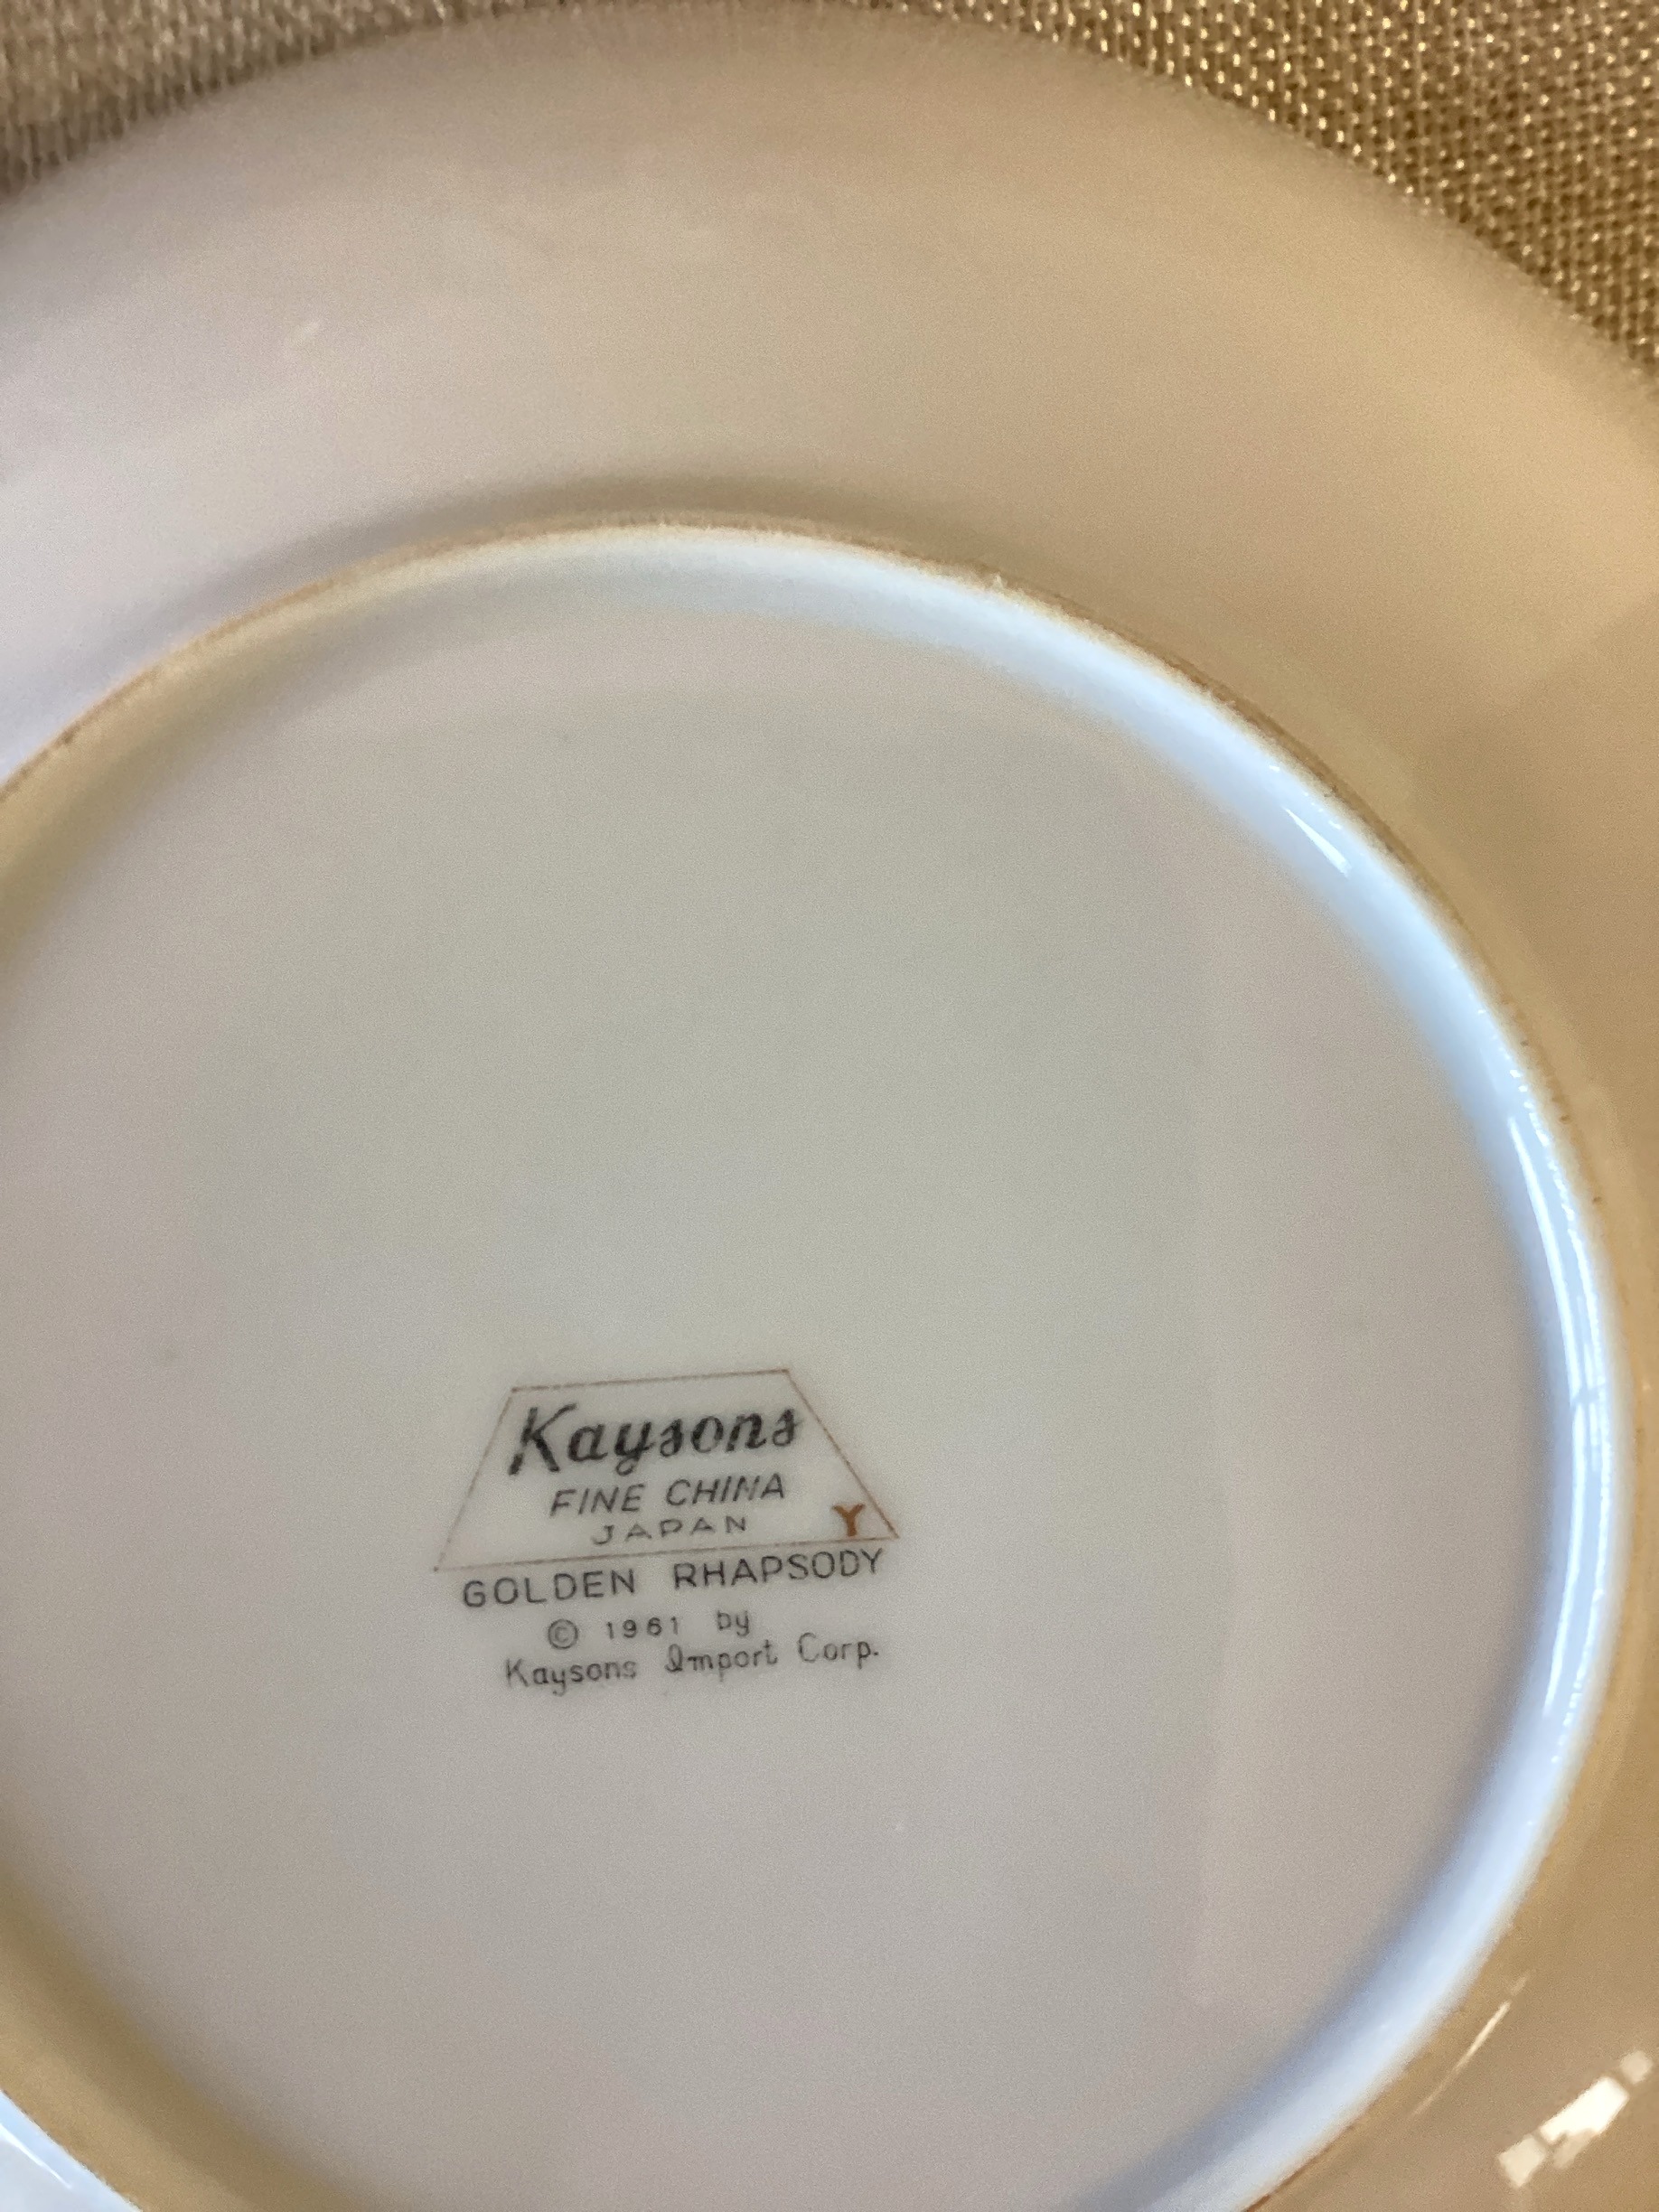 Kaysons
FINE CHINA
JAPAN
Y
GOLDEN RHAPSODY
© 1961 by
Kaysons Import Corp.